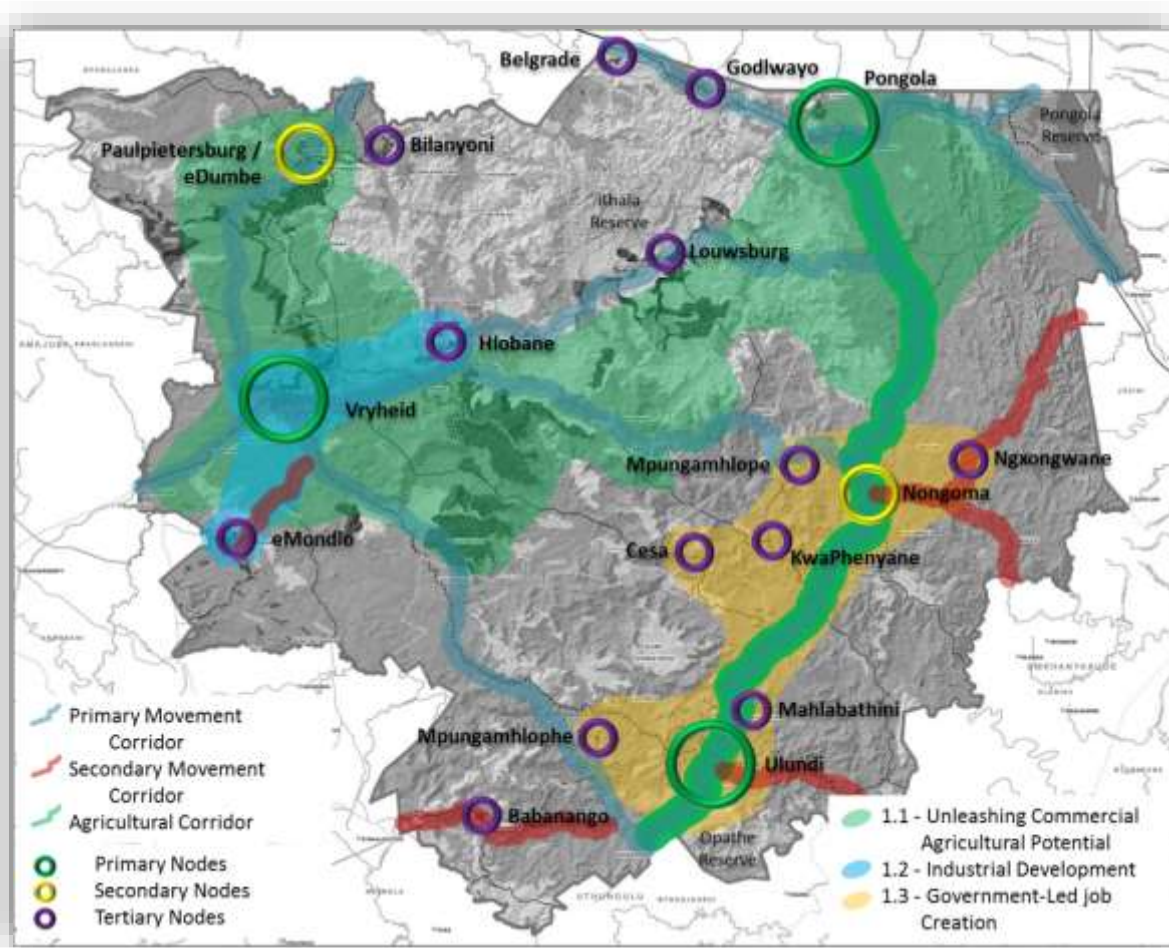 Belgrade
Godlwayo
Pongola
Pongola
Reserve
Paulpietersburg /
eDumbe
Bilanyoni
Ithala
Reserve
Louwsburg
Hlobane
Vryheid
Mpungamhlope
Ngxongwane
Nongoma
eMondlo
Cesa
KwaPhenyane
Mahlabathini
Mpungamhlophe
Ulundi
Babanango
Opathe
Reserve
UTHUNGULU
Primary Movement
Corridor
Secondary Movement
Corridor
Agricultural Corridor
Primary Nodes
Secondary Nodes
Tertiary Nodes
1.1 - Unleashing Commercial
Agricultural Potential
1.2 - Industrial Development
1.3 - Government-Led job
Creation